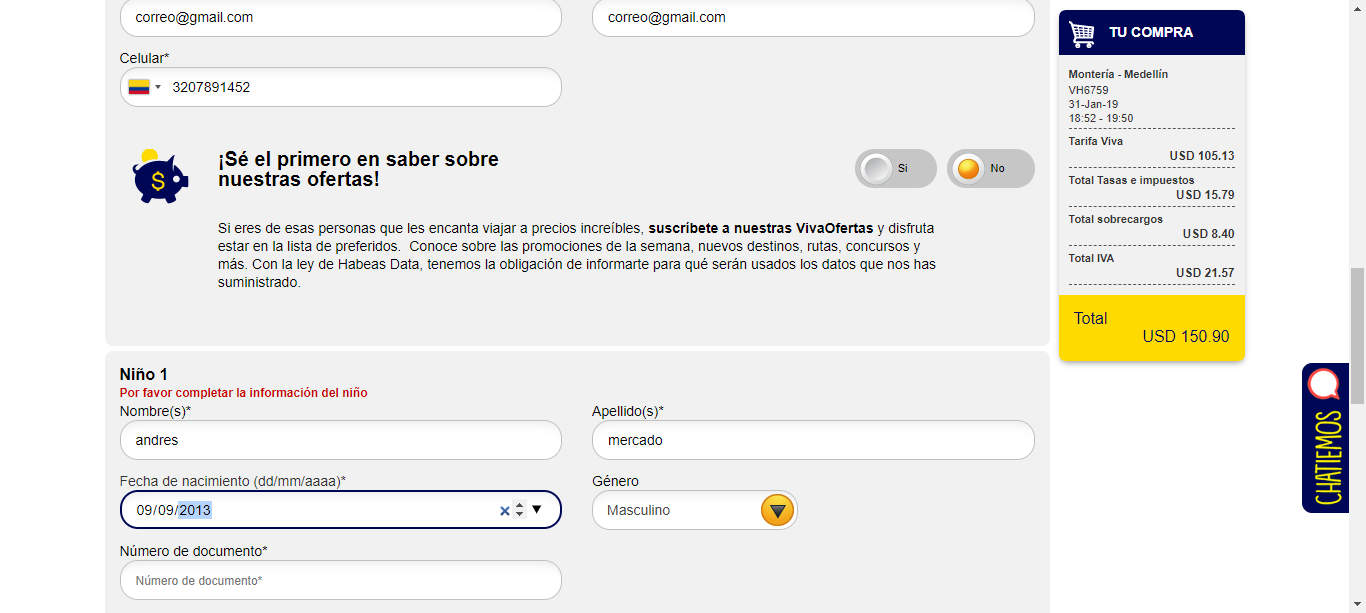 correo@gmail.com
correo@gmail.com
Celular*
3207891452
$
¡Sé el primero en saber sobre
nuestras ofertas!
Si
No
Si eres de esas personas que les encanta viajar a precios increíbles, suscríbete a nuestras VivaOfertas y disfruta
estar en la lista de preferidos. Conoce sobre las promociones de la semana, nuevos destinos, rutas, concursos y
más. Con la ley de Habeas Data, tenemos la obligación de informarte para qué serán usados los datos que nos has
suministrado.
Niño 1
Por favor completar la información del niño
Nombre(s)*
Apellido(s)*
andres
mercado
Fecha de nacimiento (dd/mm/aaaa)*
Género
09/09/2013
Masculino
Número de documento*
Número de documento*
TU COMPRA
Montería - Medellín
VH6759
31-Jan-19
18:52 - 19:50
Tarifa Viva
USD 105.13
Total Tasas e impuestos
USD 15.79
Total sobrecargos
USD 8.40
Total IVA
USD 21.57
Total
USD 150.90
CHATIEMOS